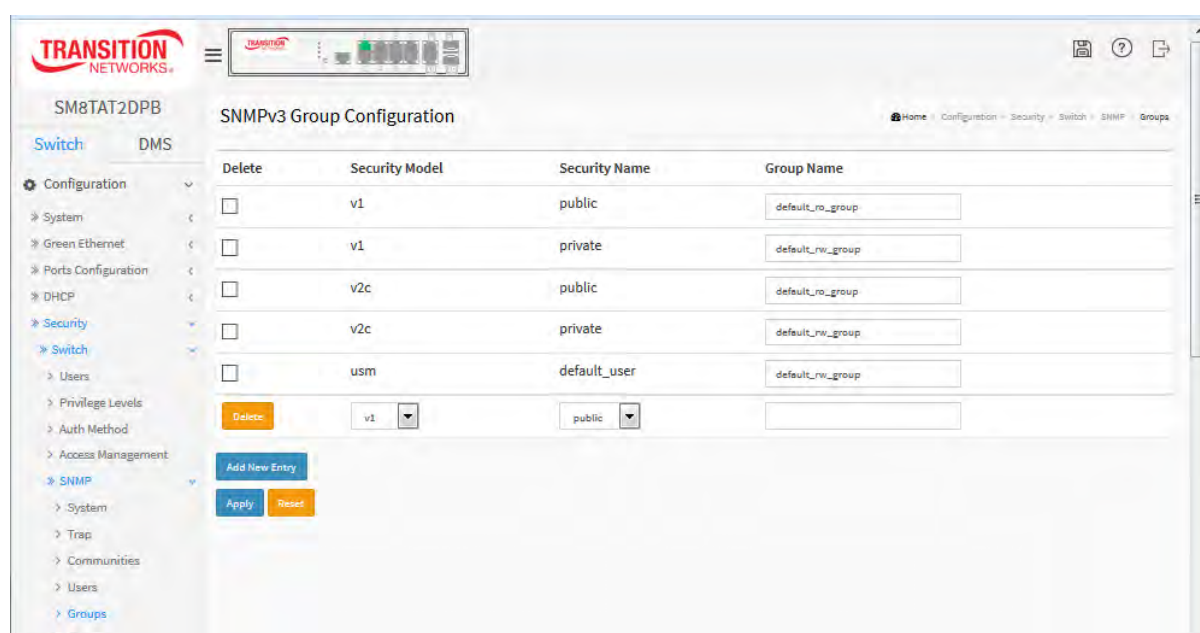 TRANSITION
NETWORKS®
TRANSITION
SM8TAT2DPB
Switch DMS
Configuration
System
Green Ethernet
Ports Configuration
DHCP
Security
Switch
Users
Privilege Levels
Auth Method
Access Management
SNMP
System
Trap
Communities
Users
Groups
SNMPv3 Group Configuration
Home Configuration Security Switch SNMP Groups
Delete Security Model Security Name Group Name
v1 public default_ro_group
v1 private default_rw_group
v2c public default_ro_group
v2c private default_rw_group
usm default_user default_rw_group
Delete v1 public
Add New Entry
Apply Reset